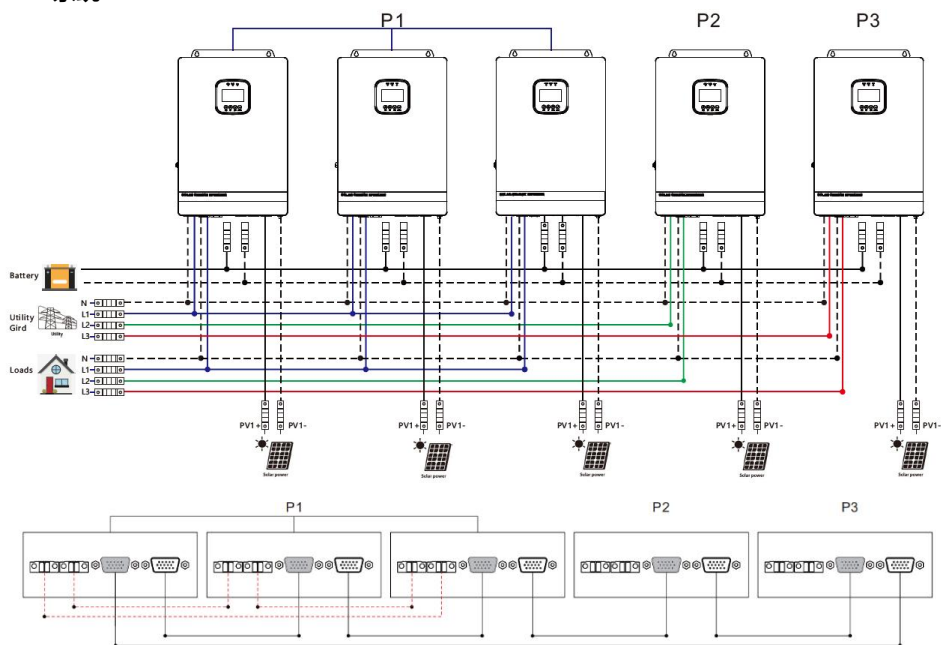 P1 P2 P3
Battery
N
L1
Utility
Gird
Utility
L2
L3
N
L1
Loads
L2
L3
PV1+ PV1- PV1+ PV1- PV1+ PV1- PV1+ PV1- PV1+ PV1-
Solar power Solar power Solar power Solar power Solar power
P1 P2 P3